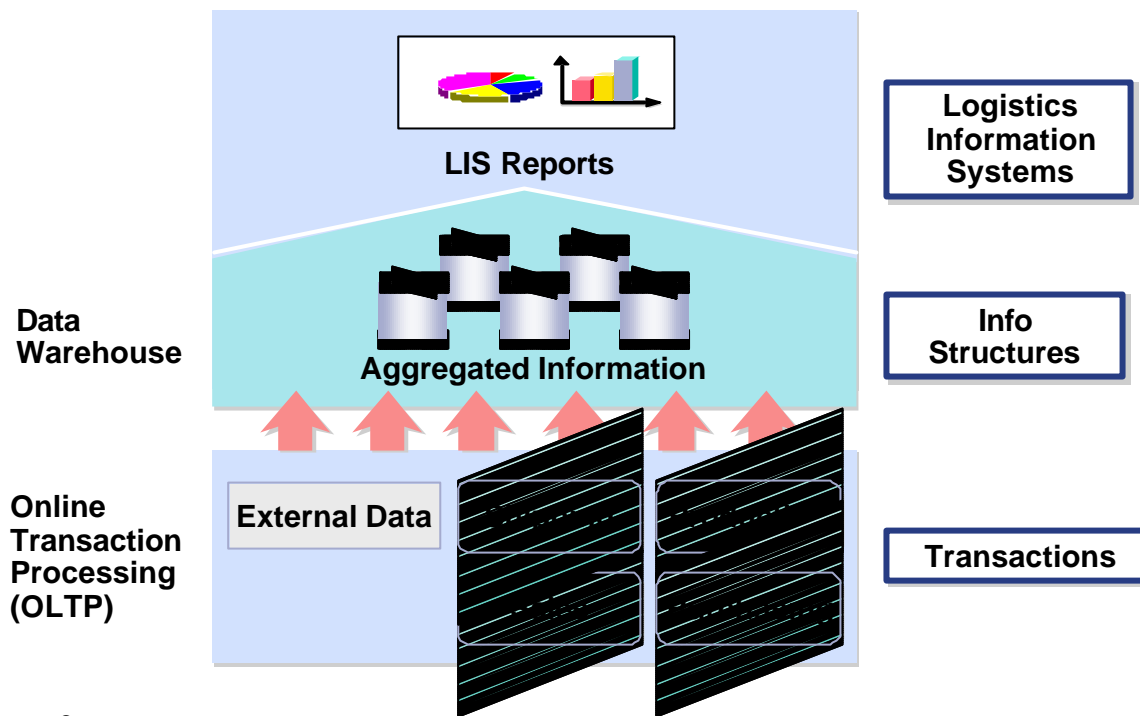 LIS Reports
Logistics
Information
Systems
Data
Warehouse
Aggregated Information
Info
Structures
Online
Transaction
Processing
(OLTP)
External Data
Transactions